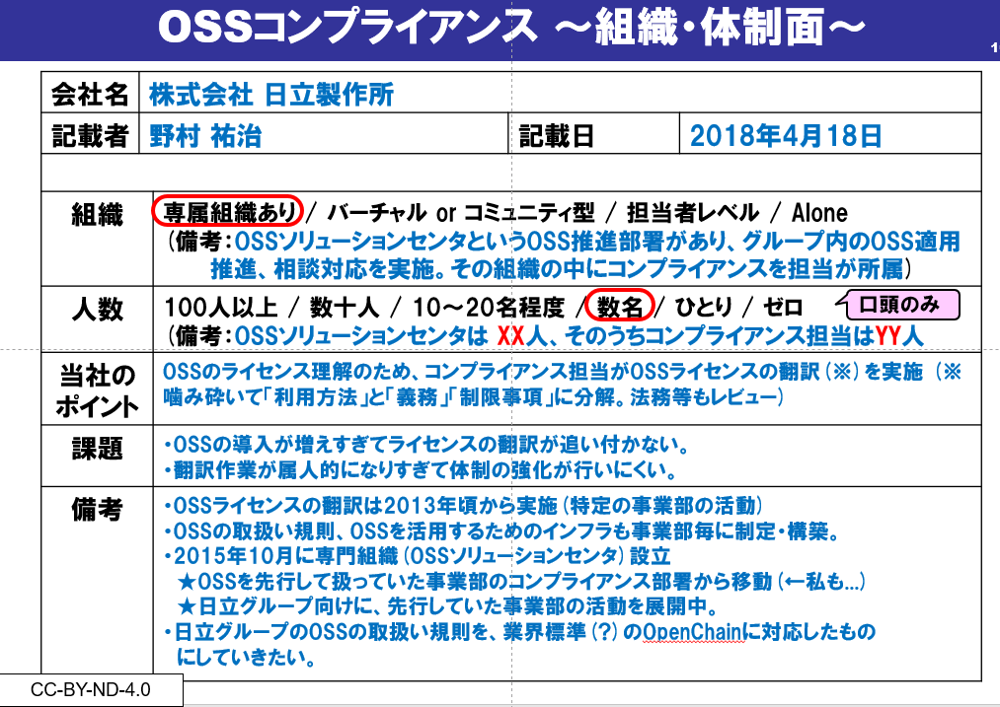 OSSコンプライアンス ～組織・体制面～
会社名 株式会社 日立製作所
記載者 野村 祐治 記載日 2018年4月18日
組織 専属組織あり / バーチャル or コミュニティ型 / 担当者レベル / Alone
（備考：OSSソリューションセンタというOSS推進部署があり、グループ内のOSS適用
推進、相談対応を実施。その組織の中にコンプライアンスを担当が所属）
人数 100人以上 / 数十人 / 10～20名程度 / 数名 / ひとり / ゼロ 口頭のみ
（備考：OSSソリューションセンタは XX人、そのうちコンプライアンス担当はYY人
当社の
ポイント
OSSのライセンス理解のため、コンプライアンス担当がOSSライセンスの翻訳（※）を実施（※
噛み砕いて「利用方法」と「義務」「制限事項」に分解。法務等もレビュー）
課題
・OSSの導入が増えすぎてライセンスの翻訳が追い付かない。
・翻訳作業が属人的になりすぎて体制の強化が行いにくい。
備考
・OSSライセンスの翻訳は2013年頃から実施（特定の事業部の活動）
・OSSの取扱い規則、OSSを活用するためのインフラも事業部毎に制定・構築。
・2015年10月に専門組織（OSSソリューションセンタ）設立
★OSSを先行して扱っていた事業部のコンプライアンス部署から移動（←私も…）
★日立グループ向けに、先行していた事業部の活動を展開中。
・日立グループのOSSの取扱い規則を、業界標準（？）のOpenChainに対応したもの
にしていきたい。
CC-BY-ND-4.0